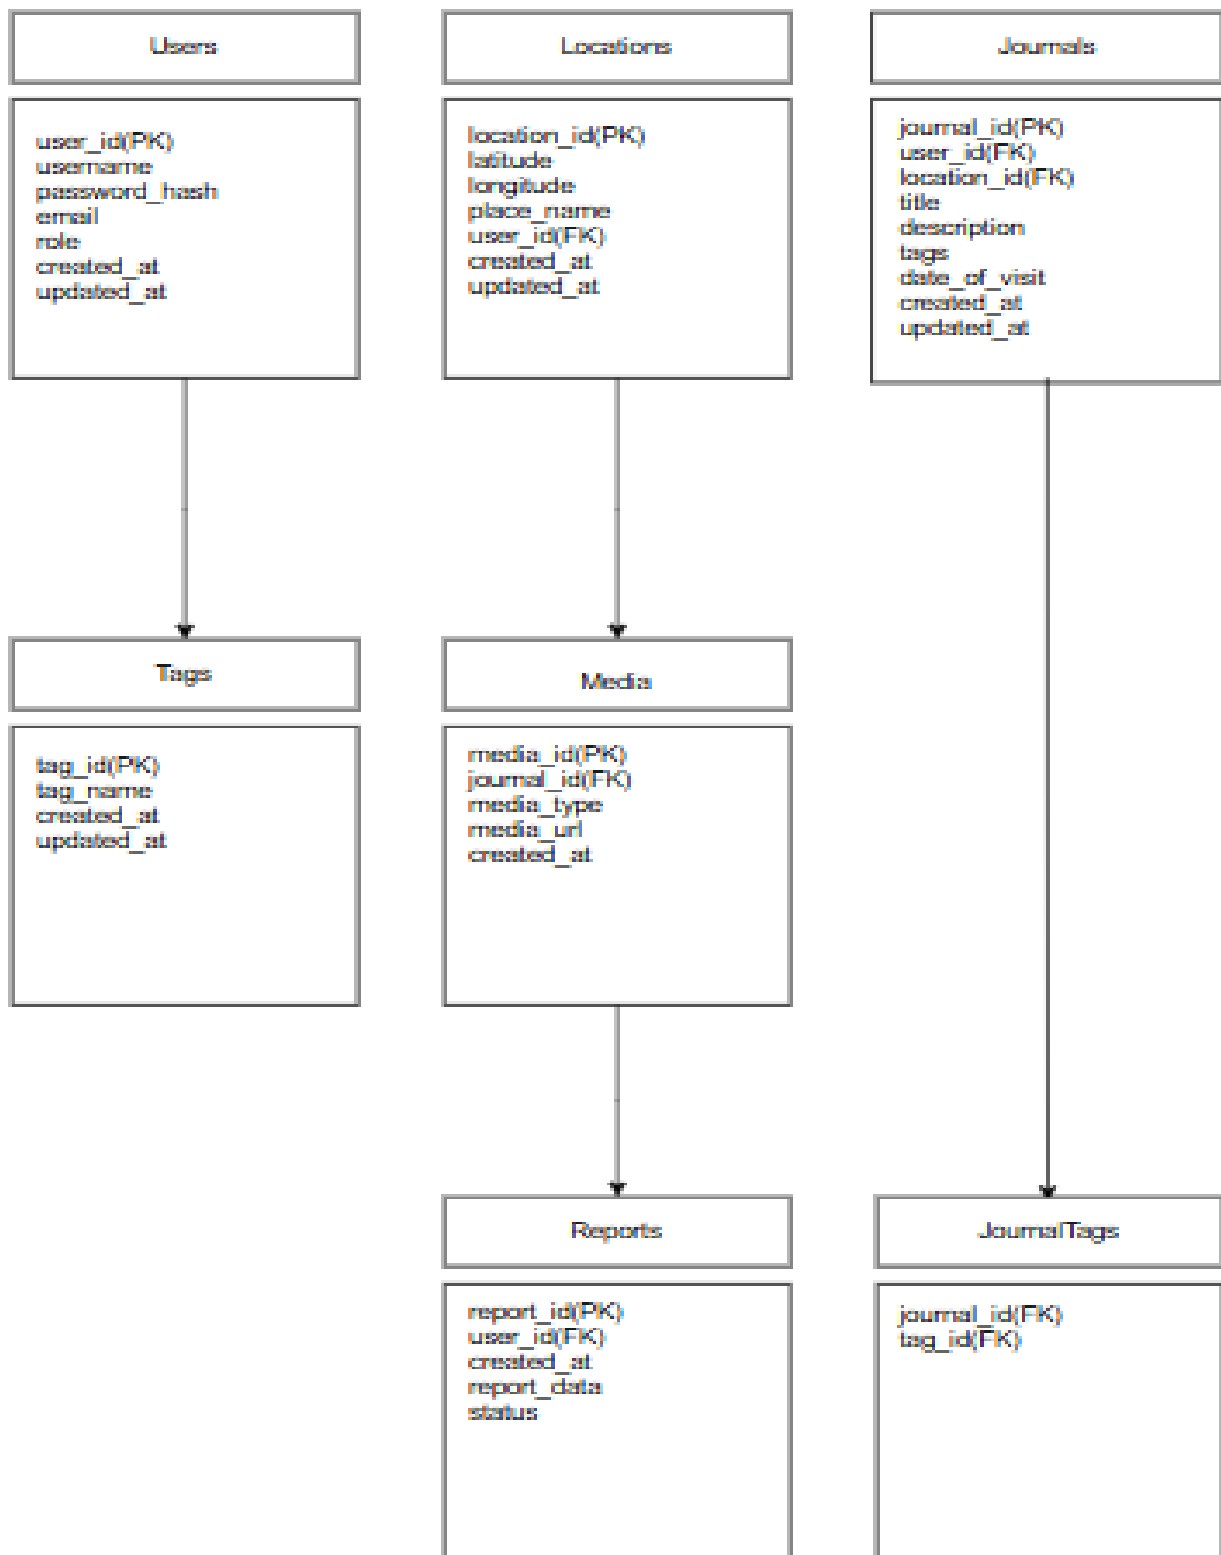 Users
user_id(PK)
username
password_hash
email
role
created_at
updated_at
Locations
location_id(PK)
latitude
longitude
place_name
user_id(FK)
created_at
updated_at
Journals
journal_id(PK)
user_id(FK)
location_id(FK)
title
description
tags
date_of_visit
created_at
updated_at
Tags
tag_id(PK)
tag_name
created_at
updated_at
Media
media_id(PK)
journal_id(FK)
media_type
media_url
created_at
Reports
report_id(PK)
user_id(FK)
created_at
report_data
status
JournalTags
journal_id(FK)
tag_id(FK)